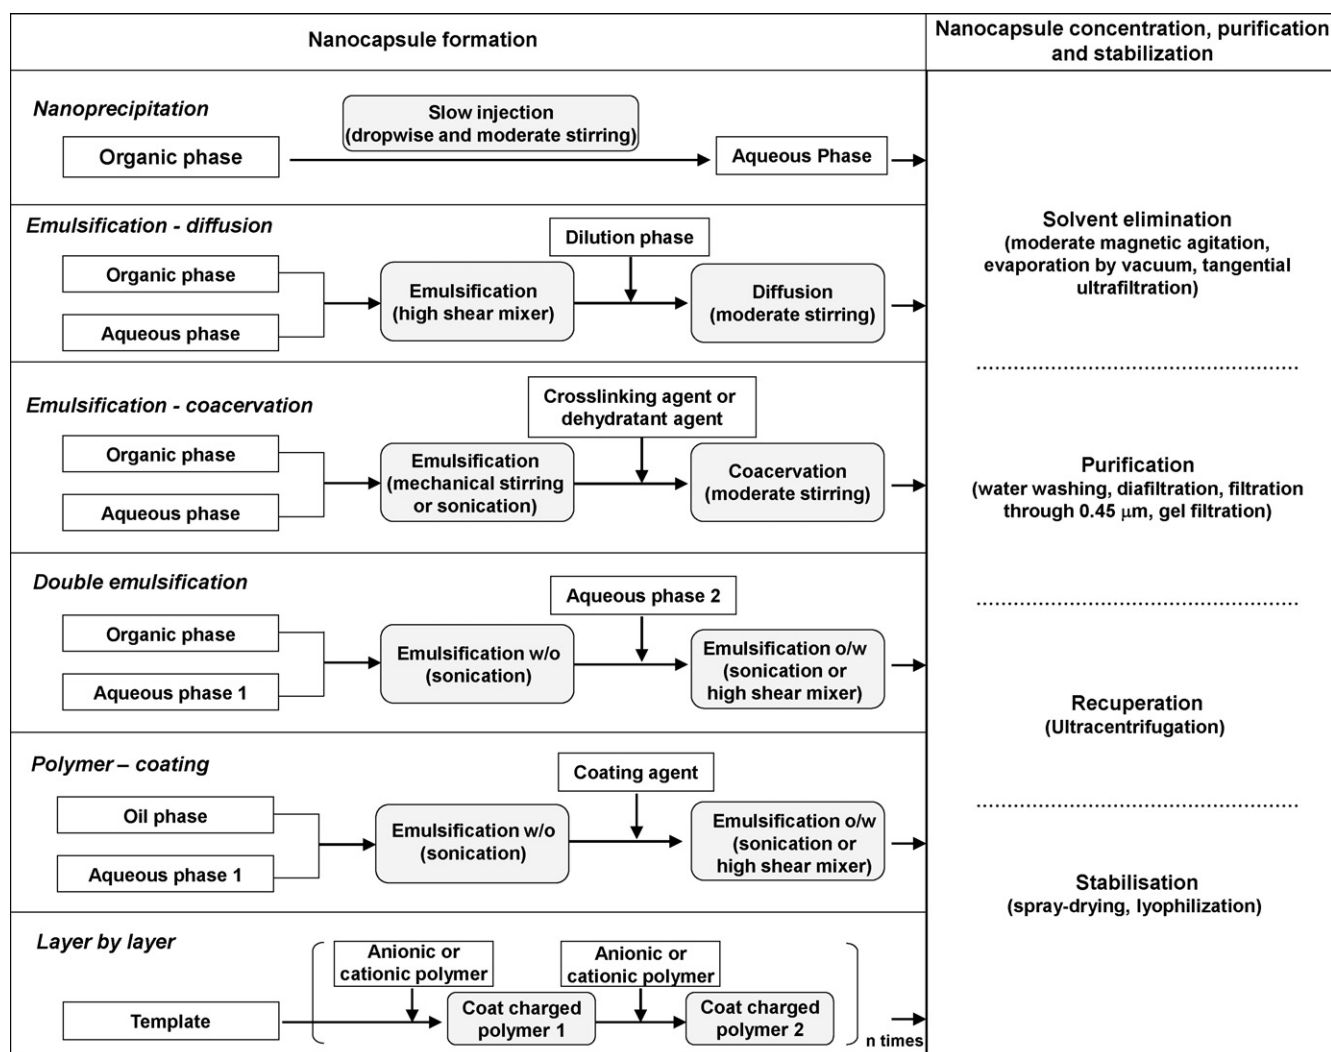 Nanocapsule formation
Nanocapsule concentration, purification
and stabilization
Nanoprecipitation
Slow injection
(dropwise and moderate stirring)
Organic phase
Aqueous Phase
Emulsification - diffusion
Dilution phase
Organic phase
Aqueous phase
Emulsification
(high shear mixer)
Diffusion
(moderate stirring)
Emulsification - coacervation
Crosslinking agent or
dehydratant agent
Organic phase
Aqueous phase
Emulsification
(mechanical stirring
or sonication)
Coacervation
(moderate stirring)
Double emulsification
Aqueous phase 2
Organic phase
Aqueous phase 1
Emulsification w/o
(sonication)
Emulsification o/w
(sonication or
high shear mixer)
Polymer – coating
Coating agent
Oil phase
Aqueous phase 1
Emulsification w/o
(sonication)
Emulsification o/w
(sonication or
high shear mixer)
Layer by layer
Anionic or
cationic polymer
Anionic or
cationic polymer
Template
Coat charged
polymer 1
Coat charged
polymer 2
n times
Solvent elimination
(moderate magnetic agitation,
evaporation by vacuum, tangential
ultrafiltration)
Purification
(water washing, diafiltration, filtration
through 0.45 μm, gel filtration)
Recuperation
(Ultracentrifugation)
Stabilisation
(spray-drying, lyophilization)